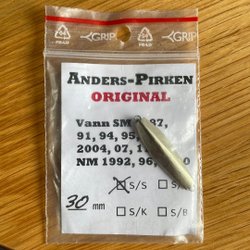 GRIP
GRIP
ANDERS-PIRKEN
ORIGINAL
Vann SM
91, 94, 95,
2004, 07,
NM 1992, 96,
S/S
30 mm
S/K S/B